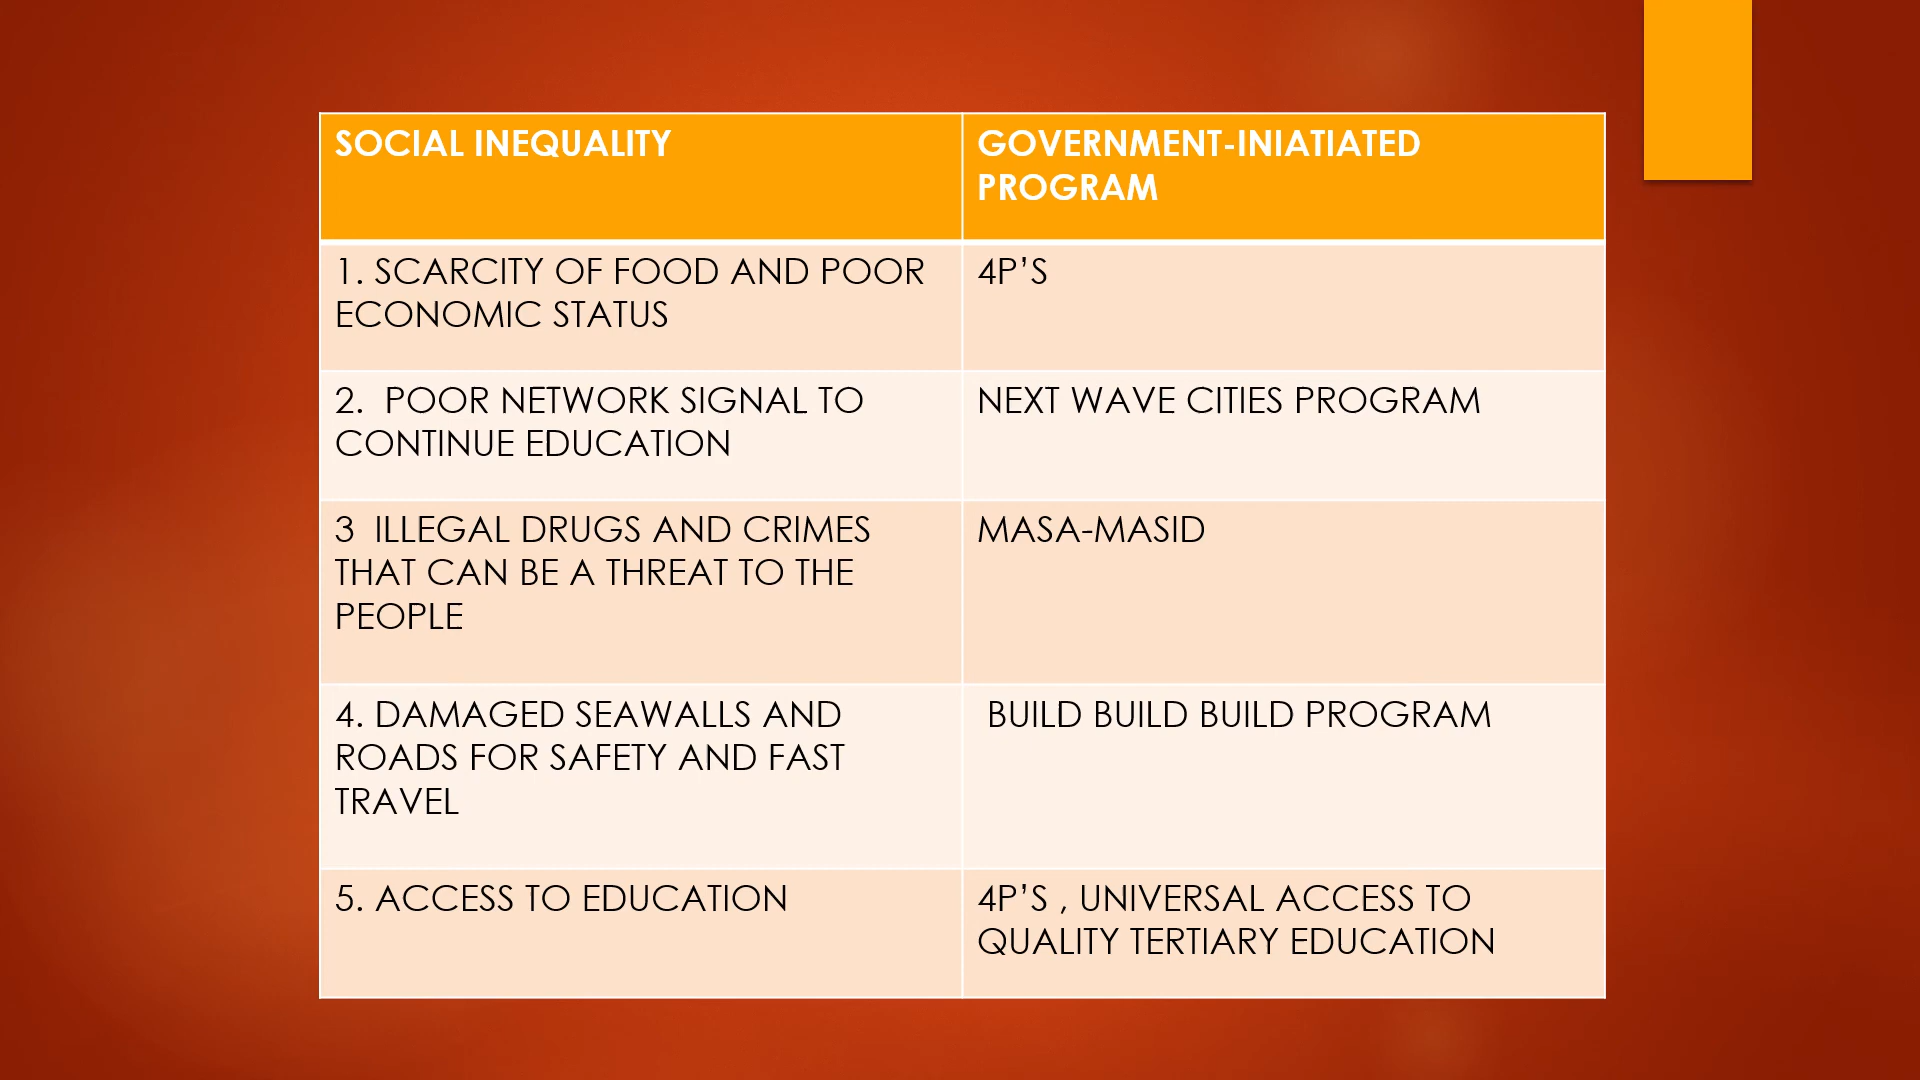 SOCIAL INEQUALITY
GOVERNMENT-INIATIATED
PROGRAM
1. SCARCITY OF FOOD AND POOR
ECONOMIC STATUS
4P’S
2.  POOR NETWORK SIGNAL TO
CONTINUE EDUCATION
NEXT WAVE CITIES PROGRAM
3  ILLEGAL DRUGS AND CRIMES
THAT CAN BE A THREAT TO THE
PEOPLE
MASA-MASID
4. DAMAGED SEAWALLS AND
ROADS FOR SAFETY AND FAST
TRAVEL
BUILD BUILD BUILD PROGRAM
5. ACCESS TO EDUCATION
4P’S , UNIVERSAL ACCESS TO
QUALITY TERTIARY EDUCATION